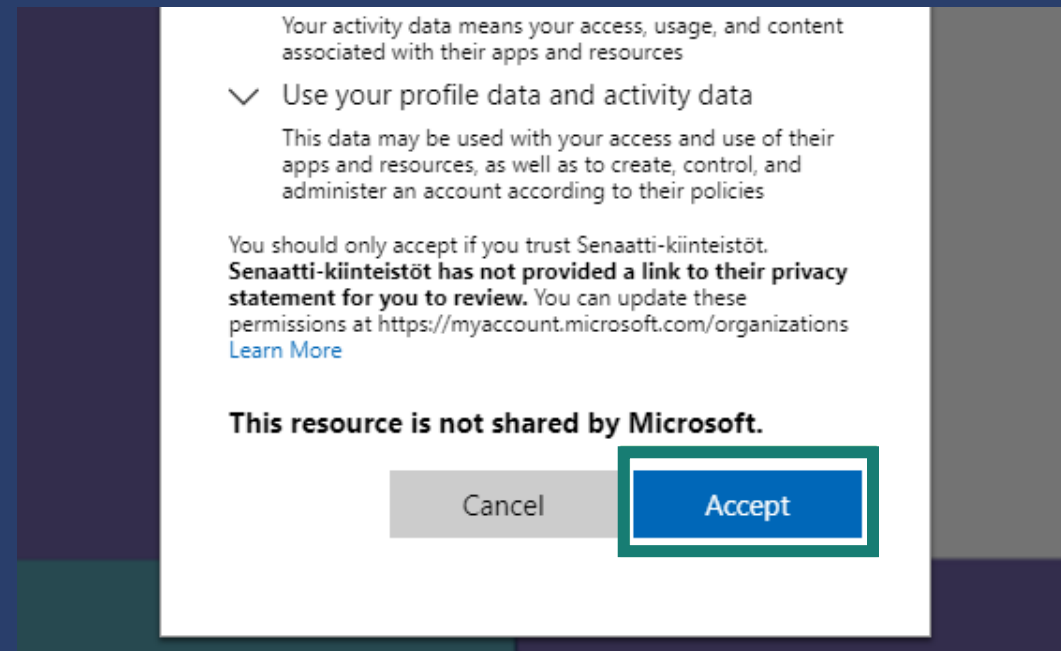 Your activity data means your access, usage, and content
associated with their apps and resources
Use your profile data and activity data
This data may be used with your access and use of their
apps and resources, as well as to create, control, and
administer an account according to their policies
You should only accept if you trust Senaatti-kiinteistöt.
Senaatti-kiinteistöt has not provided a link to their privacy
statement for you to review. You can update these
permissions at https://myaccount.microsoft.com/organizations
Learn More
This resource is not shared by Microsoft.
Cancel
Accept